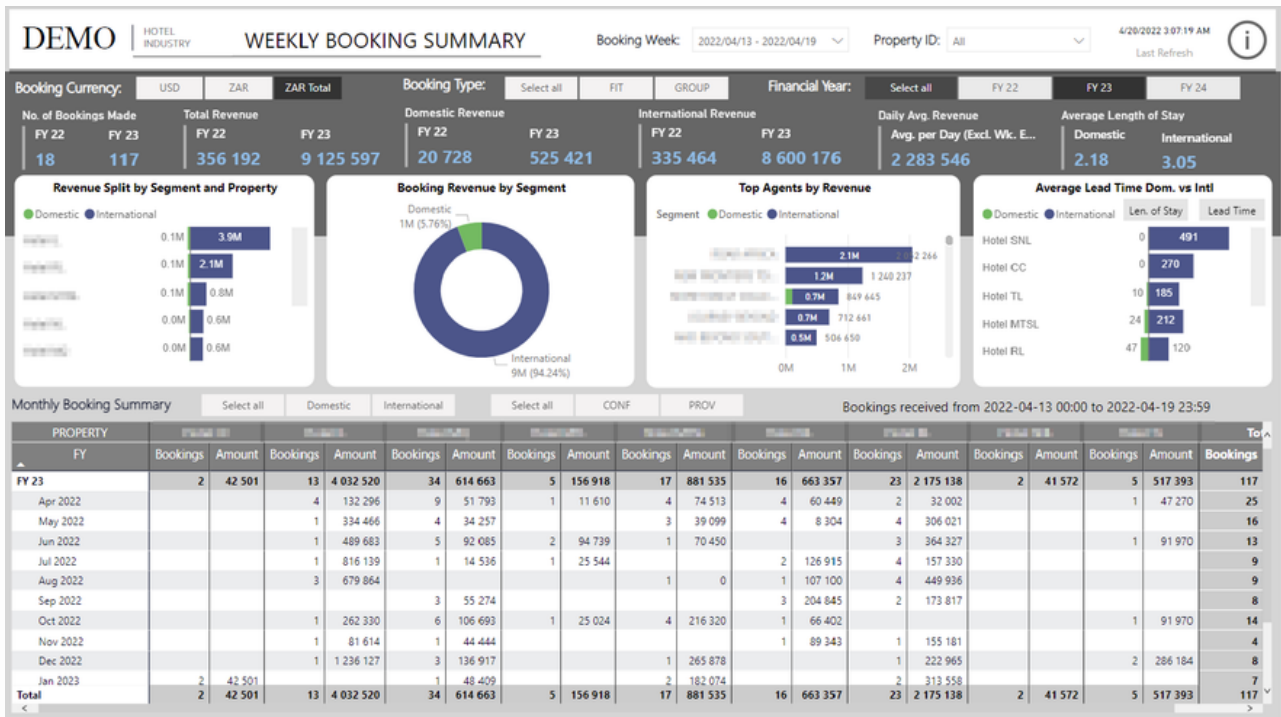 DEMO
HOTEL
INDUSTRY
WEEKLY BOOKING SUMMARY
Booking Week: 2022/04/13 - 2022/04/19
Property ID: All
4/20/2022 3:07:19 AM
Last Refresh
i
Booking Currency: USD ZAR ZAR Total
Booking Type: Select all FIT GROUP
Financial Year: Select all FY 22 FY 23 FY 24
No. of Bookings Made
FY 22 FY 23
18 117
Total Revenue
FY 22 FY 23
356 192 9 125 597
Domestic Revenue
FY 22 FY 23
20 728 525 421
International Revenue
FY 22 FY 23
335 464 8 600 176
Daily Avg. Revenue
Avg. per Day (Excl. Wk. E...
2 283 546
Average Length of Stay
Domestic International
2.18 3.05
Revenue Split by Segment and Property
Domestic International
0.1M 3.9M
0.1M 2.1M
0.1M 0.8M
0.0M 0.6M
0.0M 0.6M
Booking Revenue by Segment
Domestic
1M (5.76%)
International
9M (94.24%)
Top Agents by Revenue
Segment Domestic International
2.1M
1.2M 1 240 237
0.7M 849 645
0.7M 712 661
0.5M 506 650
0M 1M 2M
Average Lead Time Dom. vs Intl
Domestic International Len. of Stay Lead Time
Hotel SNL 0 491
Hotel CC 0 270
Hotel TL 10 185
Hotel MTSL 24 212
Hotel RL 47 120
Monthly Booking Summary Select all Domestic International Select all CONF PROV
Bookings received from 2022-04-13 00:00 to 2022-04-19 23:59
PROPERTY
FY Bookings Amount Bookings Amount Bookings Amount Bookings Amount Bookings Amount Bookings Amount Bookings Amount Bookings Amount Bookings Amount Bookings
FY 23 2 42 501 13 4 032 520 34 614 663 5 156 918 17 881 535 16 663 357 23 2 175 138 2 41 572 5 517 393 117
Apr 2022 4 132 296 9 51 793 1 11 610 4 74 513 4 60 449 2 32 002 1 47 270 25
May 2022 1 334 466 4 34 257 3 39 099 4 8 304 4 306 021 16
Jun 2022 1 489 683 5 92 085 2 94 739 1 70 450 3 364 327 1 91 970 13
Jul 2022 1 816 139 1 14 536 1 25 544 2 126 915 4 157 330 9
Aug 2022 3 679 864 1 0 1 107 100 4 449 936 9
Sep 2022 3 55 274 3 204 845 2 173 817 8
Oct 2022 1 262 330 6 106 693 1 25 024 4 216 320 1 66 402 1 91 970 14
Nov 2022 1 81 614 1 44 444 1 89 343 1 155 181 4
Dec 2022 1 1 236 127 3 136 917 1 265 878 1 222 965 2 286 184 8
Jan 2023 2 42 501 1 48 409 2 182 074 2 313 558 7
Total 2 42 501 13 4 032 520 34 614 663 5 156 918 17 881 535 16 663 357 23 2 175 138 2 41 572 5 517 393 117